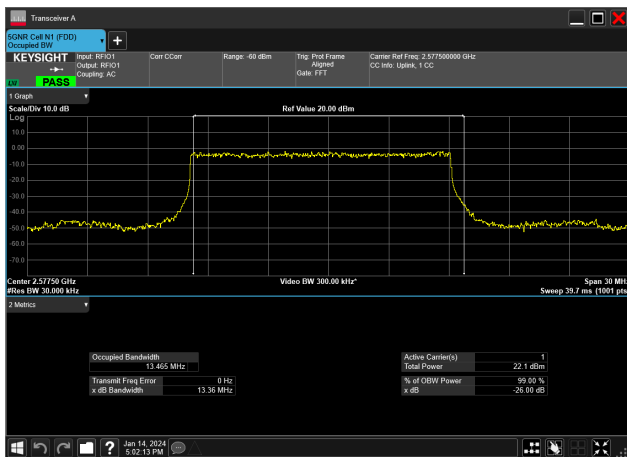 Transceiver A
5GNR Cell N1 (FDD)
Occupied BW
KEYSIGHT
Input: RFIO1
Output: RFIO1
Coupling: AC
Corr CCorr
Range: -60 dBm
Trig: Prot Frame
Aligned
Gate: FFT
Carrier Ref Freq: 2.577500000 GHz
CC Info: Uplink, 1 CC
LVI PASS
1 Graph
Scale/Div 10.0 dB
Ref Value 20.00 dBm
Log
10.0
0.00
-10.0
-20.0
-30.0
-40.0
-50.0
-60.0
-70.0
Center 2.57750 GHz
Video BW 300.00 kHz*
Span 30 MHz
#Res BW 30.000 kHz
Sweep 39.7 ms (1001 pts
2 Metrics
Occupied Bandwidth
13.465 MHz
Transmit Freq Error 0 Hz
x dB Bandwidth 13.36 MHz
Active Carrier(s) 1
Total Power 22.1 dBm
% of OBW Power 99.00 %
x dB -26.00 dB
Jan 14, 2024
5:02:13 PM